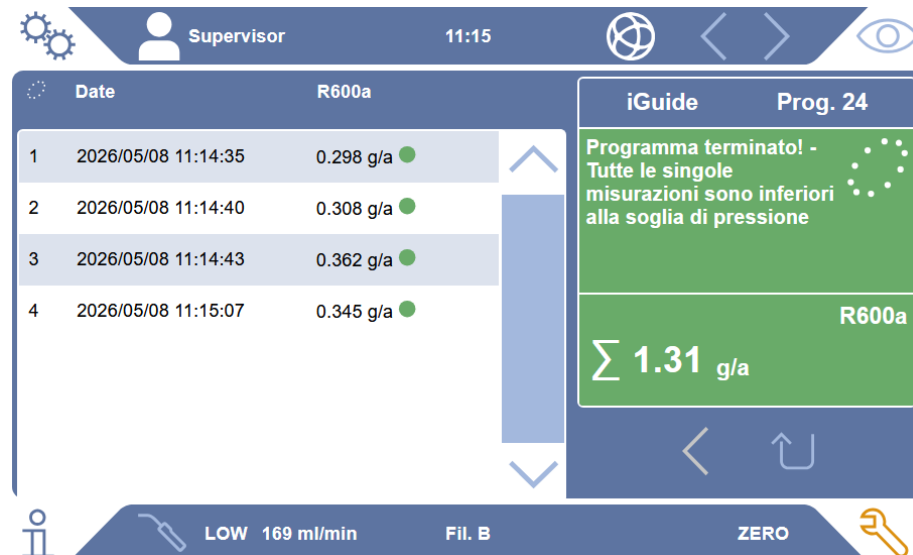 Supervisor 11:15
Date R600a
1 2026/05/08 11:14:35 0.298 g/a
2 2026/05/08 11:14:40 0.308 g/a
3 2026/05/08 11:14:43 0.362 g/a
4 2026/05/08 11:15:07 0.345 g/a
iGuide Prog. 24
Programma terminato! -
Tutte le singole
misurazioni sono inferiori
alla soglia di pressione
R600a
∑ 1.31 g/a
LOW 169 ml/min Fil. B ZERO